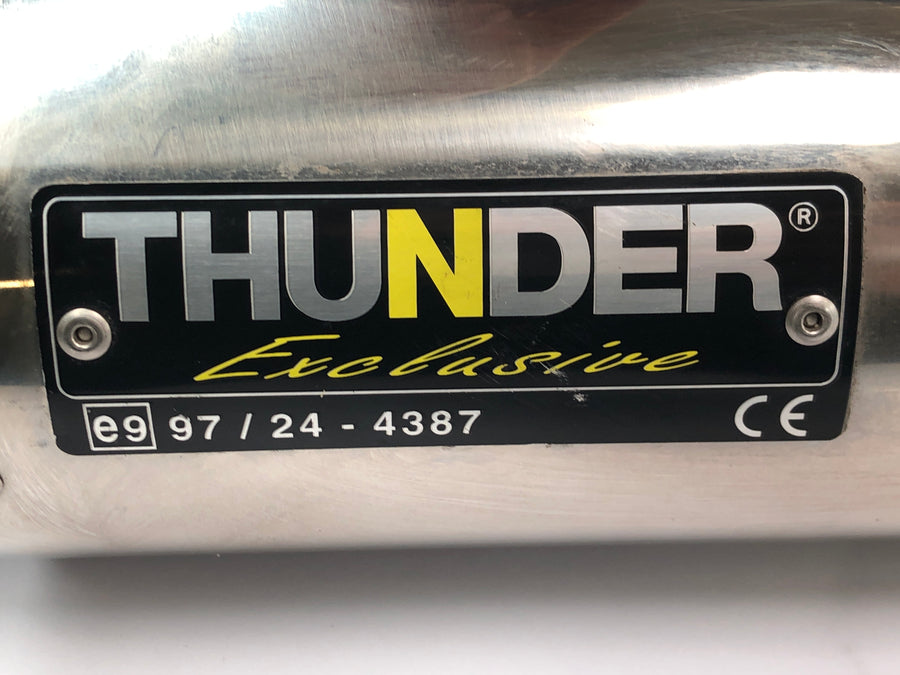 THUNDER®
Exclusive
e9 97 / 24 - 4387 CE